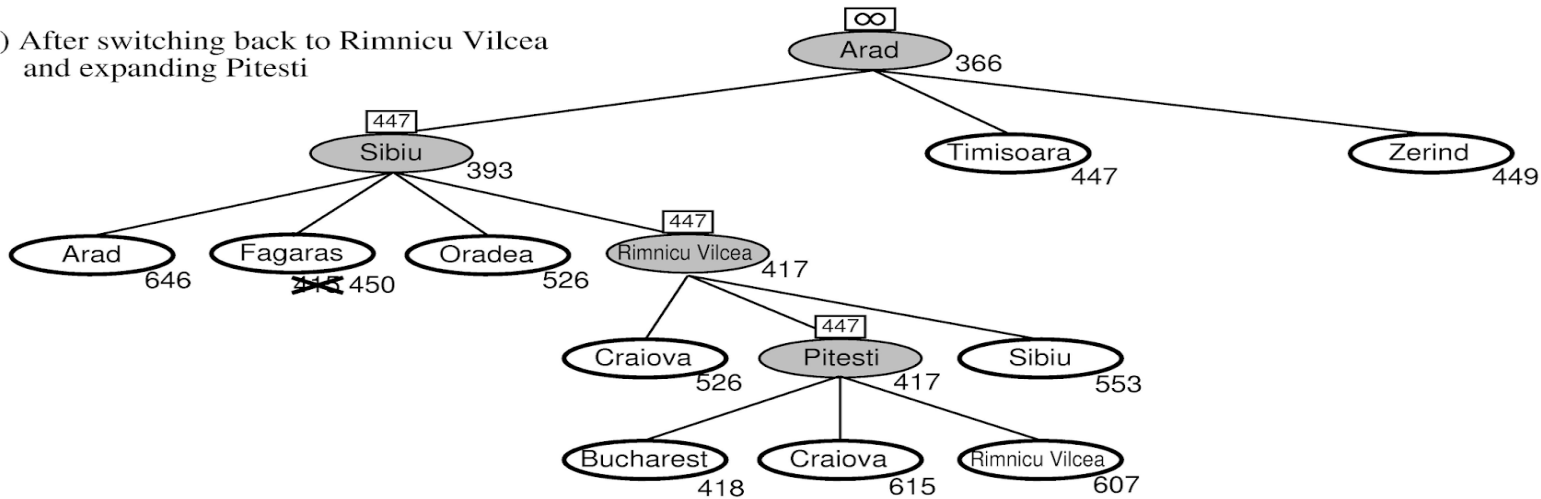 ∞
) After switching back to Rimnicu Vilcea
and expanding Pitesti
Arad
366
447
Sibiu
393
Timisoara
447
Zerind
449
Arad
646
Fagaras
415 450
Oradea
526
447
Rimnicu Vilcea
417
Craiova
526
447
Pitesti
417
Sibiu
553
Bucharest
418
Craiova
615
Rimnicu Vilcea
607